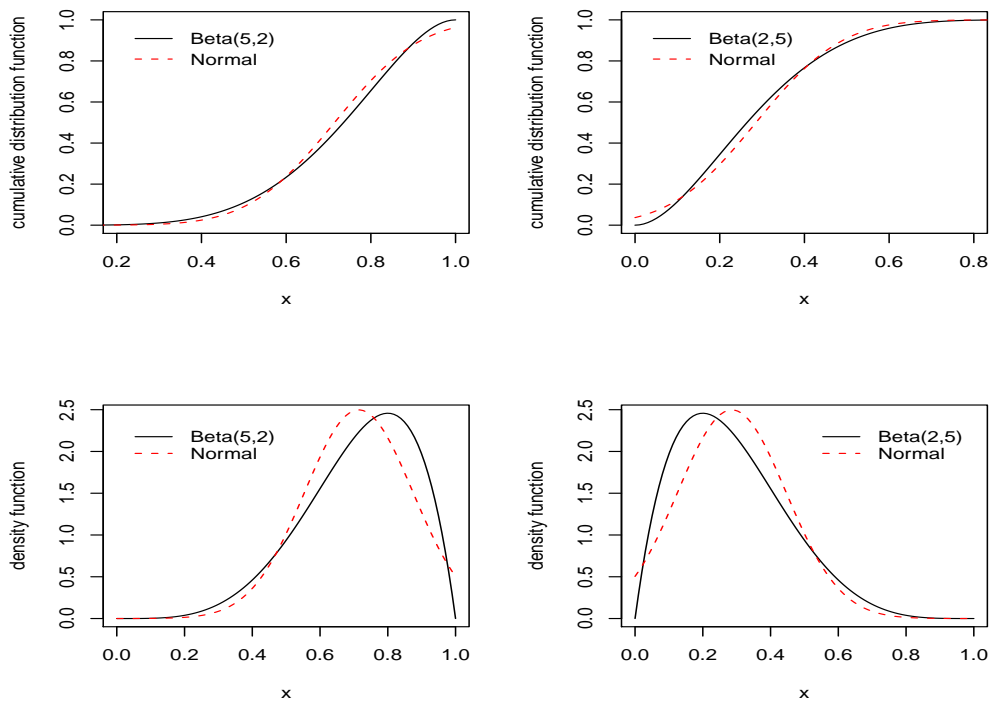 cumulative distribution function
1.0
0.8
0.6
0.4
0.2
0.0
Beta(5,2)
Normal
0.2 0.4 0.6 0.8 1.0
x
cumulative distribution function
1.0
0.8
0.6
0.4
0.2
0.0
Beta(2,5)
Normal
0.0 0.2 0.4 0.6 0.8
x
density function
2.5
2.0
1.5
1.0
0.5
0.0
Beta(5,2)
Normal
0.0 0.2 0.4 0.6 0.8 1.0
x
density function
2.5
2.0
1.5
1.0
0.5
0.0
Beta(2,5)
Normal
0.0 0.2 0.4 0.6 0.8 1.0
x